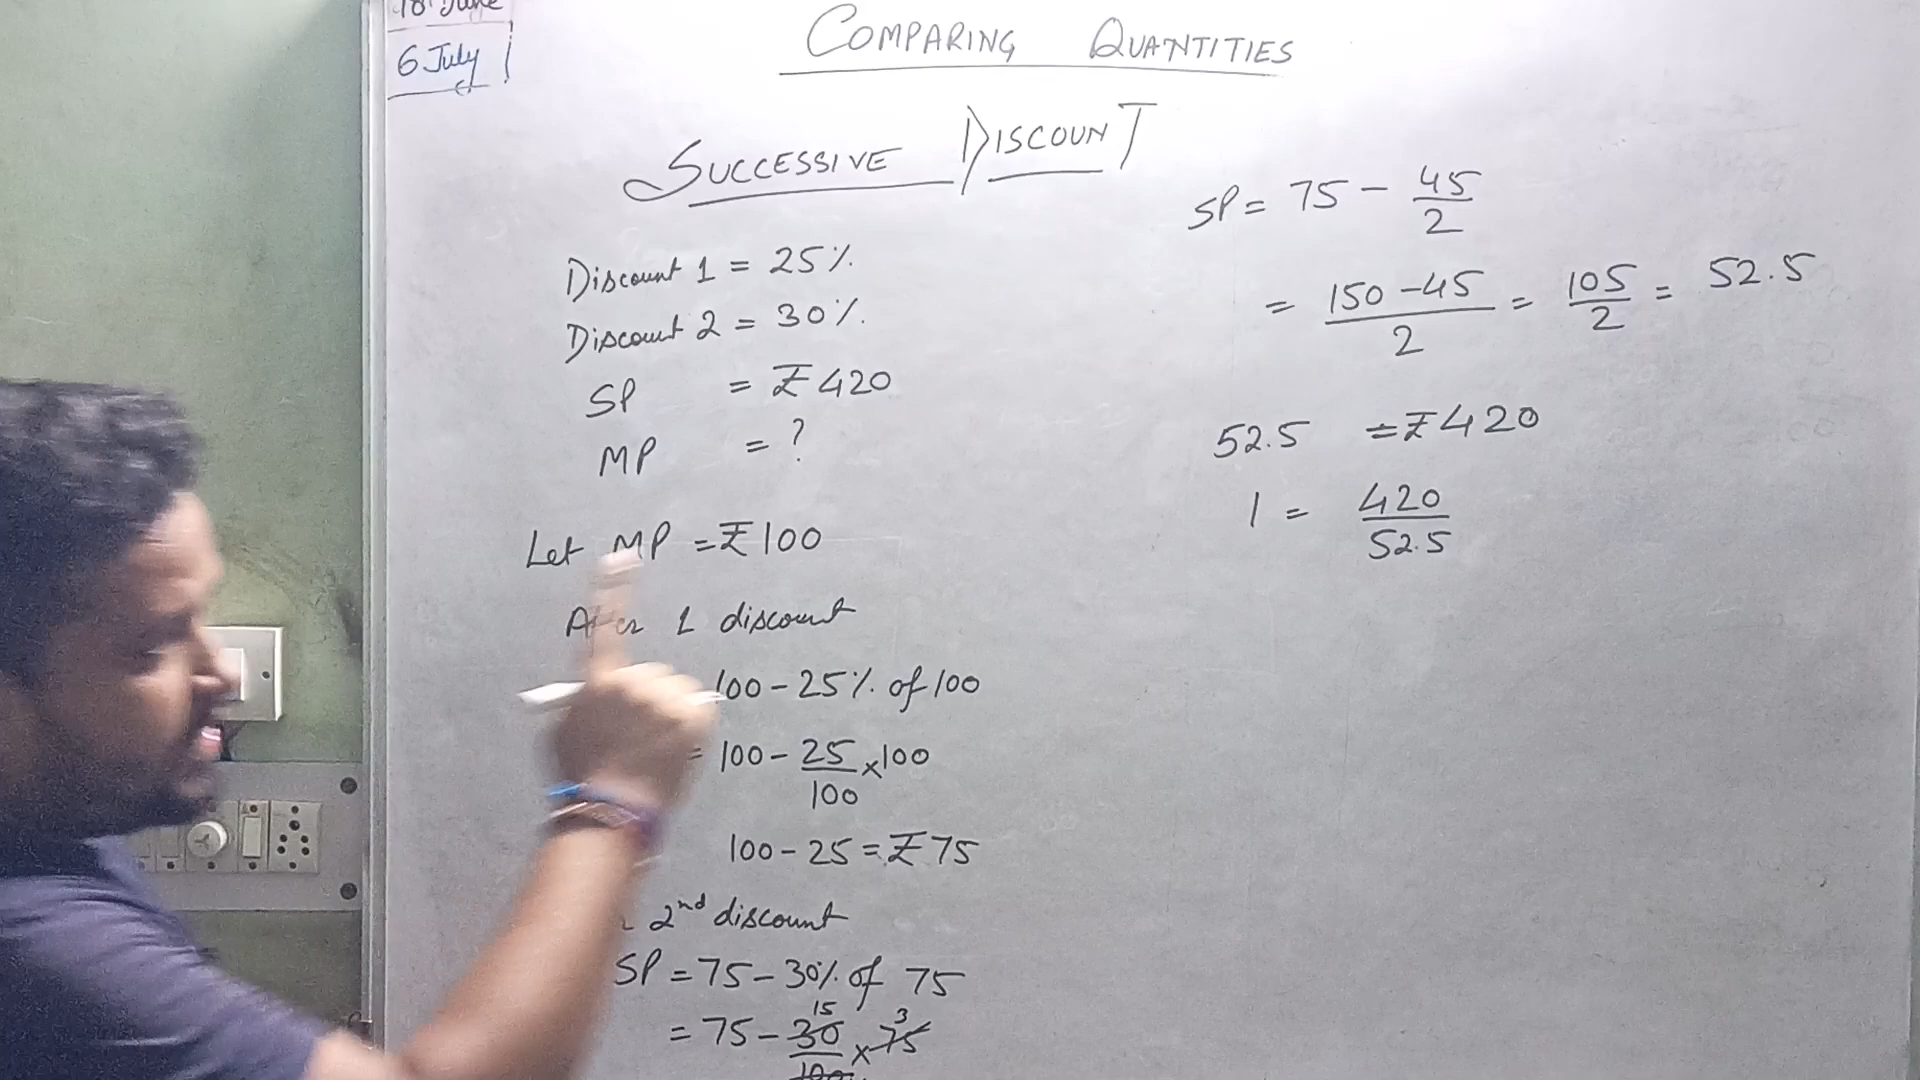 18 June
6 July
COMPARING QUANTITIES
SUCCESSIVE DISCOUNT
Discount 1 = 25%.
Discount 2 = 30%.
SP = ₹420
MP = ?
Let MP = ₹100
After 1 discount
100 - 25% of 100
= 100 - 25/100 × 100
100 - 25 = ₹75
2nd discount
SP = 75 - 30% of 75
= 75 - 30/100 × 75
15 3
SP = 75 - 45/2
= 150 - 45/2 = 105/2 = 52.5
52.5 = ₹420
1 = 420/52.5